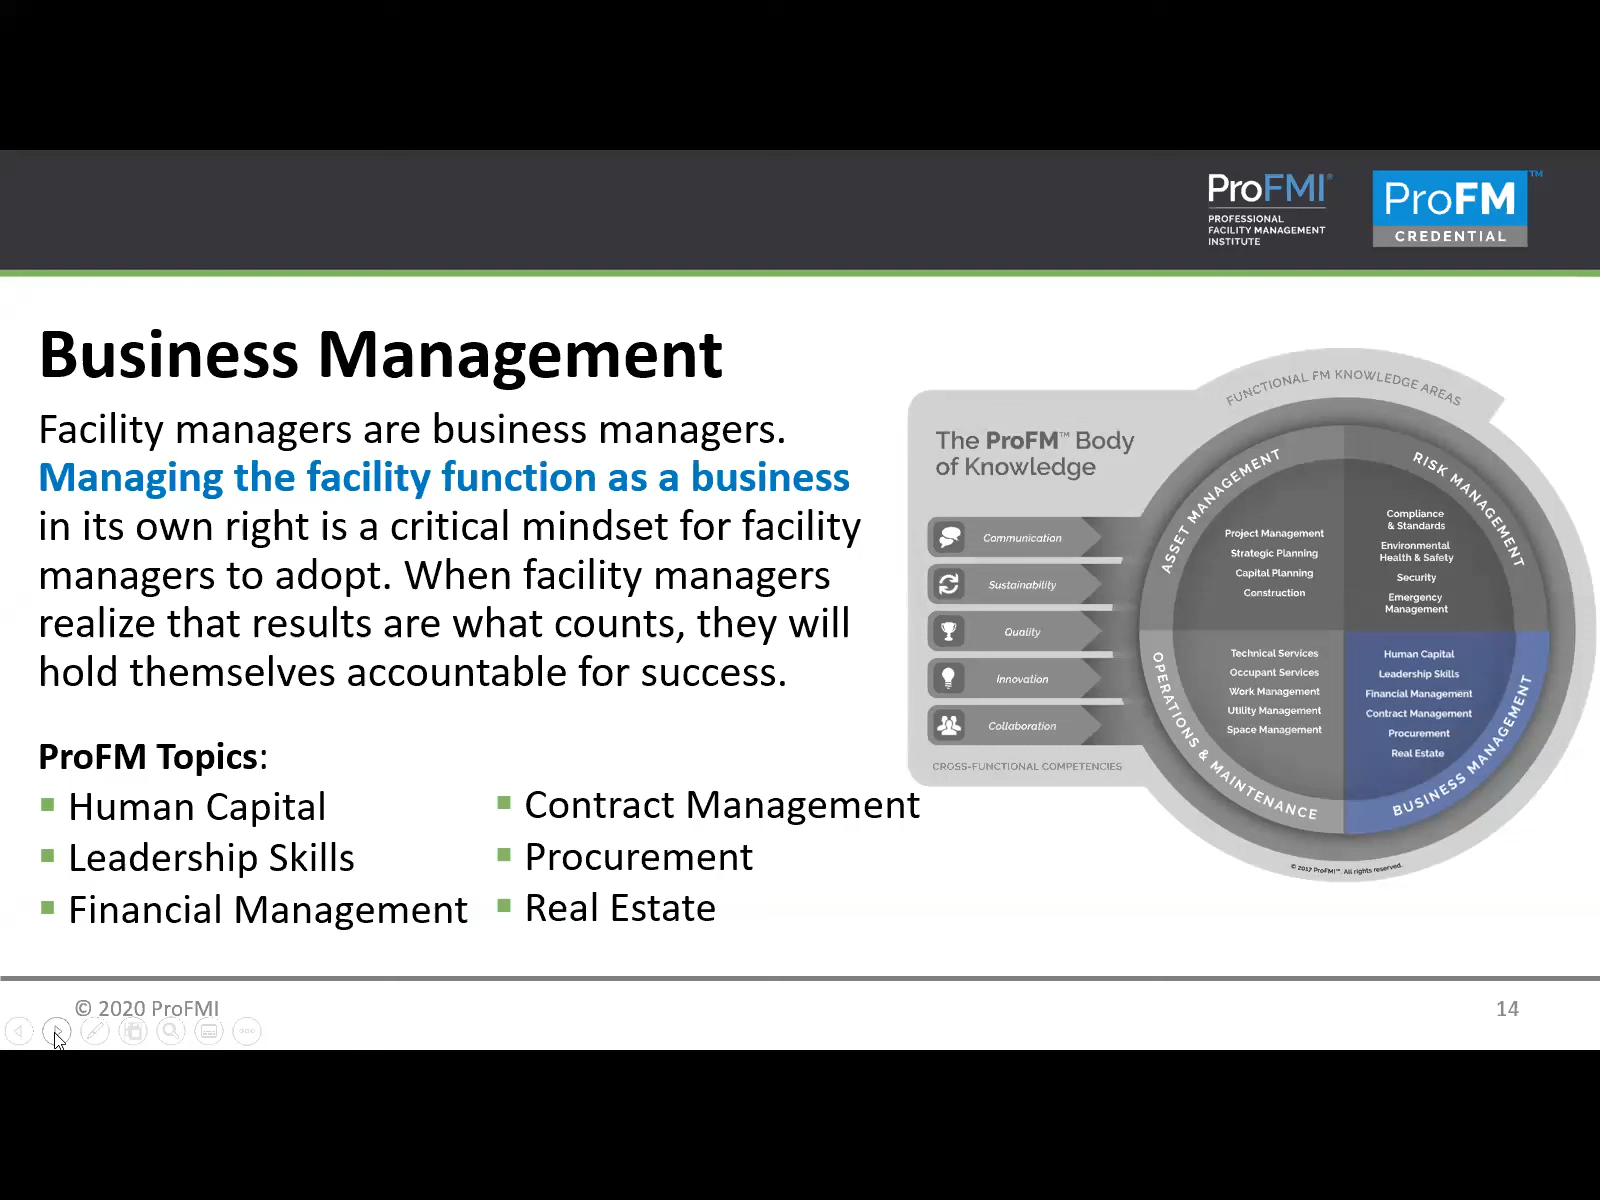 ProFMI®
PROFESSIONAL
FACILITY MANAGEMENT
INSTITUTE
ProFM™
CREDENTIAL
Business Management
Facility managers are business managers.
Managing the facility function as a business
in its own right is a critical mindset for facility
managers to adopt. When facility managers
realize that results are what counts, they will
hold themselves accountable for success.
ProFM Topics:
Human Capital
Leadership Skills
Financial Management
Contract Management
Procurement
Real Estate
FUNCTIONAL FM KNOWLEDGE AREAS
The ProFM™ Body
of Knowledge
Communication
Sustainability
Quality
Innovation
Collaboration
CROSS-FUNCTIONAL COMPETENCIES
ASSET MANAGEMENT
Project Management
Strategic Planning
Capital Planning
Construction
RISK MANAGEMENT
Compliance
& Standards
Environmental
Health & Safety
Security
Emergency
Management
OPERATIONS & MAINTENANCE
Technical Services
Occupant Services
Work Management
Utility Management
Space Management
BUSINESS MANAGEMENT
Human Capital
Leadership Skills
Financial Management
Contract Management
Procurement
Real Estate
© 2017 ProFMI™. All rights reserved.
© 2020 ProFMI
14